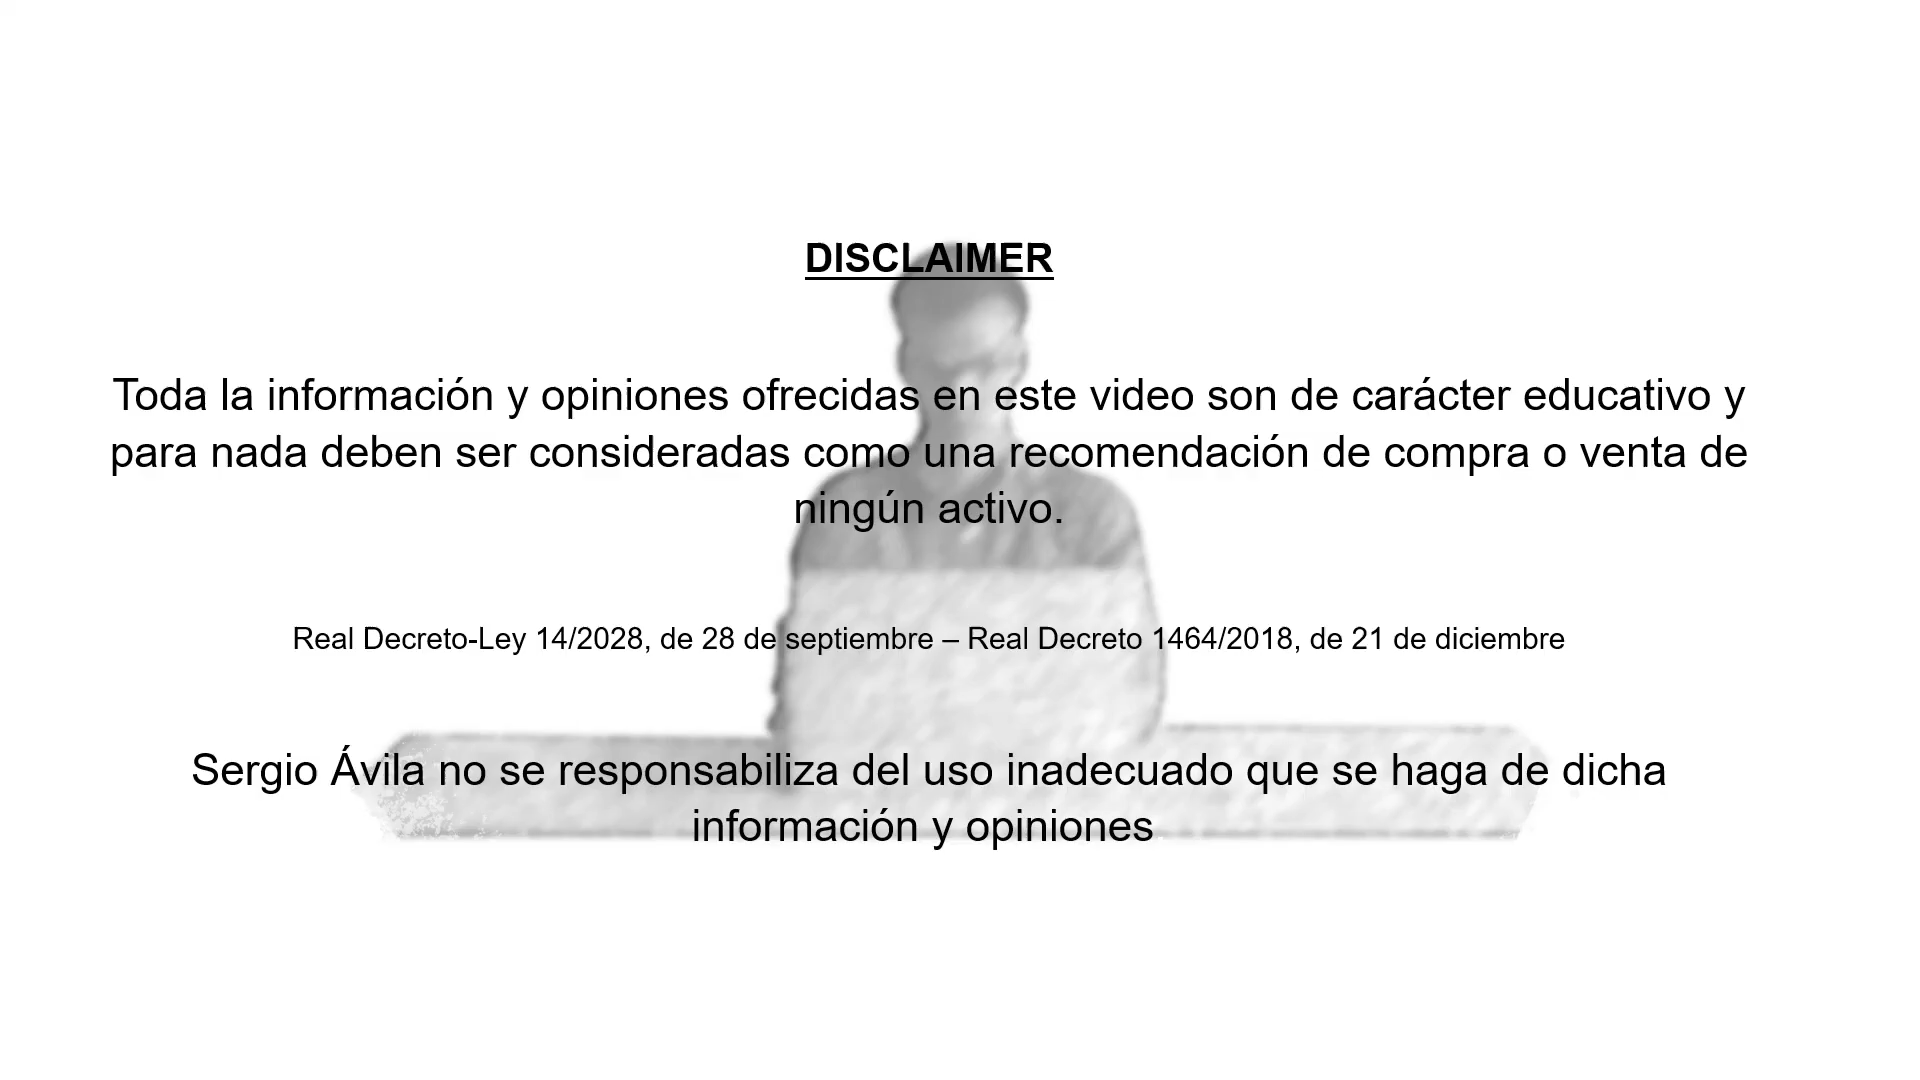 DISCLAIMER
Toda la información y opiniones ofrecidas en este video son de carácter educativo y
para nada deben ser consideradas como una recomendación de compra o venta de
ningún activo.
Real Decreto-Ley 14/2028, de 28 de septiembre – Real Decreto 1464/2018, de 21 de diciembre
Sergio Ávila no se responsabiliza del uso inadecuado que se haga de dicha
información y opiniones